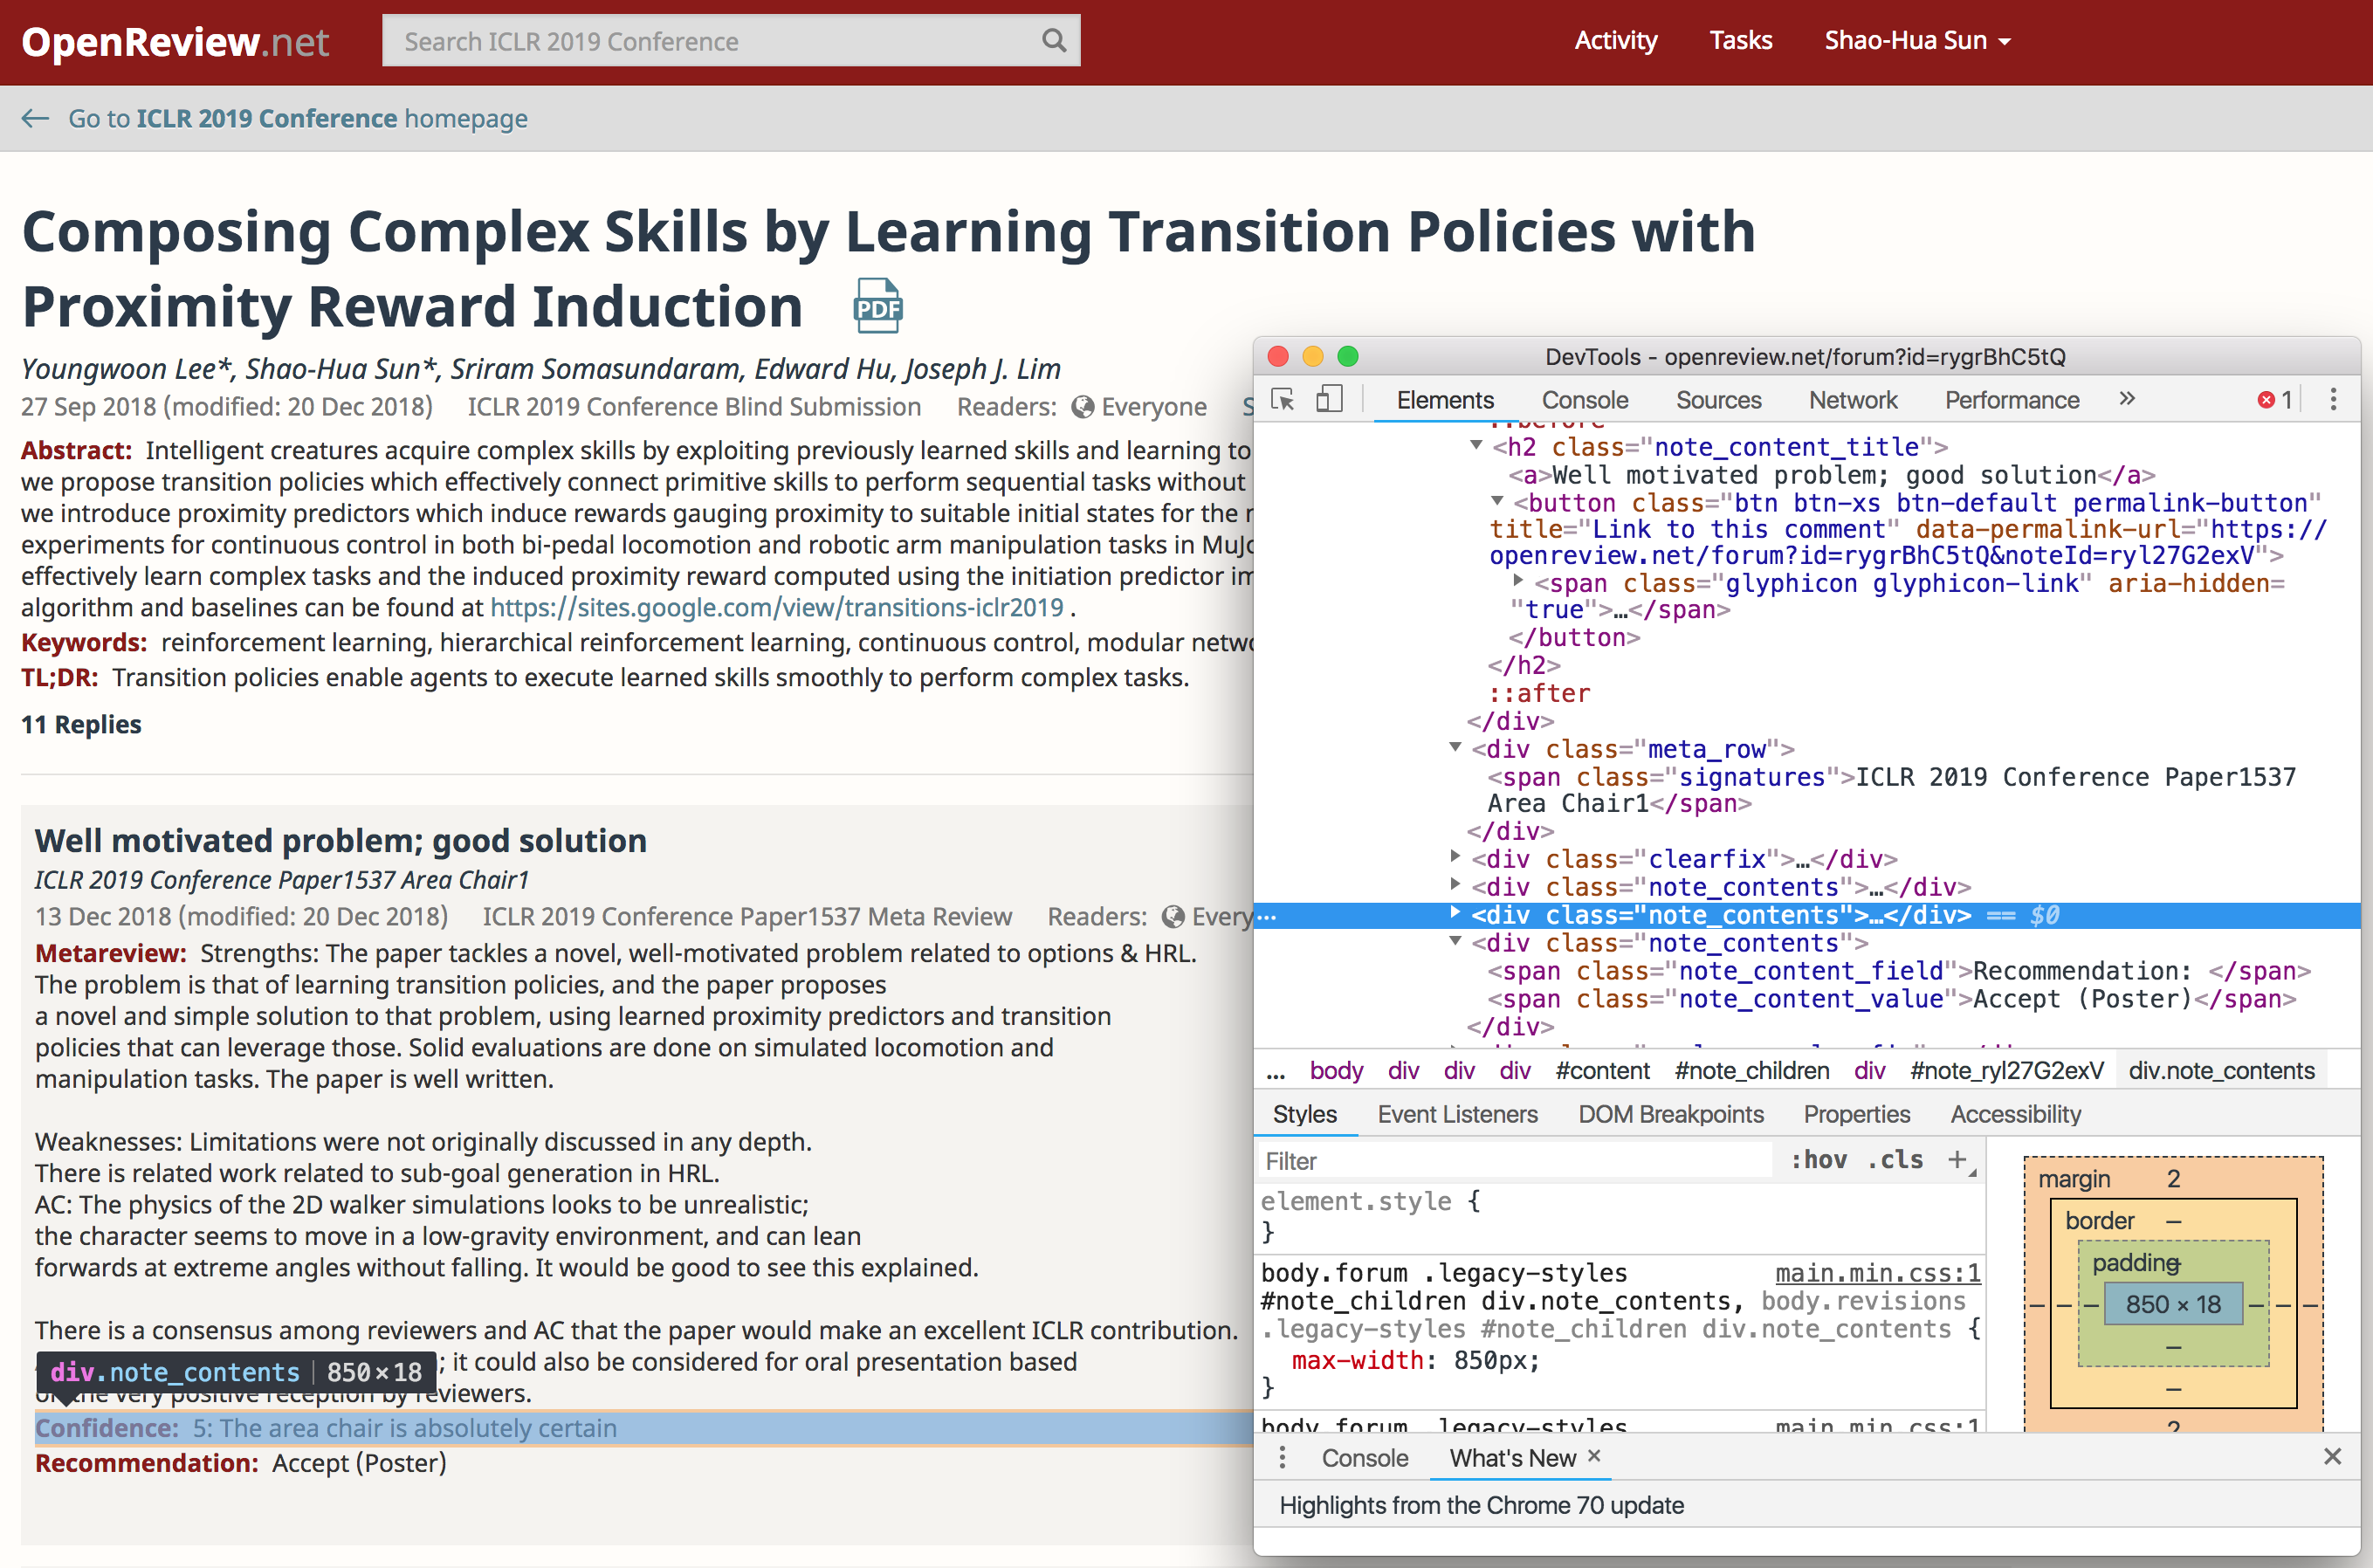 OpenReview.net
Search ICLR 2019 Conference
Activity
Tasks
Shao-Hua Sun
← Go to ICLR 2019 Conference homepage
Composing Complex Skills by Learning Transition Policies with
Proximity Reward Induction
PDF
Youngwoon Lee*, Shao-Hua Sun*, Sriram Somasundaram, Edward Hu, Joseph J. Lim
27 Sep 2018 (modified: 20 Dec 2018) ICLR 2019 Conference Blind Submission Readers: Everyone
Abstract: Intelligent creatures acquire complex skills by exploiting previously learned skills and learning to
we propose transition policies which effectively connect primitive skills to perform sequential tasks without
we introduce proximity predictors which induce rewards gauging proximity to suitable initial states for the
experiments for continuous control in both bi-pedal locomotion and robotic arm manipulation tasks in
effectively learn complex tasks and the induced proximity reward computed using the initiation predictor
algorithm and baselines can be found at https://sites.google.com/view/transitions-iclr2019 .
Keywords: reinforcement learning, hierarchical reinforcement learning, continuous control, modular
TL;DR: Transition policies enable agents to execute learned skills smoothly to perform complex tasks.
11 Replies
Well motivated problem; good solution
ICLR 2019 Conference Paper1537 Area Chair1
13 Dec 2018 (modified: 20 Dec 2018) ICLR 2019 Conference Paper1537 Meta Review Readers: Every
Metareview: Strengths: The paper tackles a novel, well-motivated problem related to options & HRL.
The problem is that of learning transition policies, and the paper proposes
a novel and simple solution to that problem, using learned proximity predictors and transition
policies that can leverage those. Solid evaluations are done on simulated locomotion and
manipulation tasks. The paper is well written.
Weaknesses: Limitations were not originally discussed in any depth.
There is related work related to sub-goal generation in HRL.
AC: The physics of the 2D walker simulations looks to be unrealistic;
the character seems to move in a low-gravity environment, and can lean
forwards at extreme angles without falling. It would be good to see this explained.
There is a consensus among reviewers and AC that the paper would make an excellent ICLR contribution.
div.note_contents | 850×18 ; it could also be considered for oral presentation based
on the very positive reception by reviewers.
Confidence: 5: The area chair is absolutely certain
Recommendation: Accept (Poster)
DevTools - openreview.net/forum?id=rygrBhC5tQ
Elements Console Sources Network Performance » 1
::before
<h2 class="note_content_title">
<a>Well motivated problem; good solution</a>
<button class="btn btn-xs btn-default permalink-button"
title="Link to this comment" data-permalink-url="https://
openreview.net/forum?id=rygrBhC5tQ&noteId=ryl27G2exV">
<span class="glyphicon glyphicon-link" aria-hidden=
"true">…</span>
</button>
</h2>
::after
</div>
<div class="meta_row">
<span class="signatures">ICLR 2019 Conference Paper1537
Area Chair1</span>
</div>
<div class="clearfix">…</div>
<div class="note_contents">…</div>
… <div class="note_contents">…</div> == $0
<div class="note_contents">
<span class="note_content_field">Recommendation: </span>
<span class="note_content_value">Accept (Poster)</span>
</div>
… body div div div #content #note_children div #note_ryl27G2exV div.note_contents
Styles Event Listeners DOM Breakpoints Properties Accessibility
Filter :hov .cls +
element.style {
}
body.forum .legacy-styles main.min.css:1
#note_children div.note_contents, body.revisions
.legacy-styles #note_children div.note_contents {
max-width: 850px;
}
body.forum .legacy-styles main.min.css:1
margin 2
border –
padding –
– – – 850 × 18 – – –
–
–
2
Console What's New × ×
Highlights from the Chrome 70 update